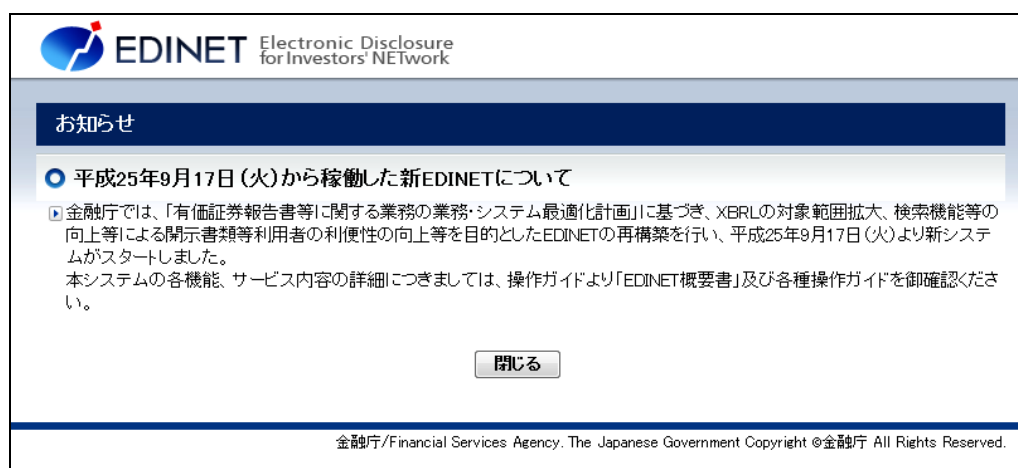 EDINET Electronic Disclosure
for Investors' NETwork
お知らせ
平成25年9月17日(火)から稼働した新EDINETについて
金融庁では、「有価証券報告書等に関する業務の業務・システム最適化計画」に基づき、XBRLの対象範囲拡大、検索機能等の
向上等による開示書類等利用者の利便性の向上等を目的としたEDINETの再構築を行い、平成25年9月17日(火)より新システ
ムがスタートしました。
本システムの各機能、サービス内容の詳細につきましては、操作ガイドより「EDINET概要書」及び各種操作ガイドを御確認くださ
い。
閉じる
金融庁/Financial Services Agency. The Japanese Government Copyright ©金融庁 All Rights Reserved.